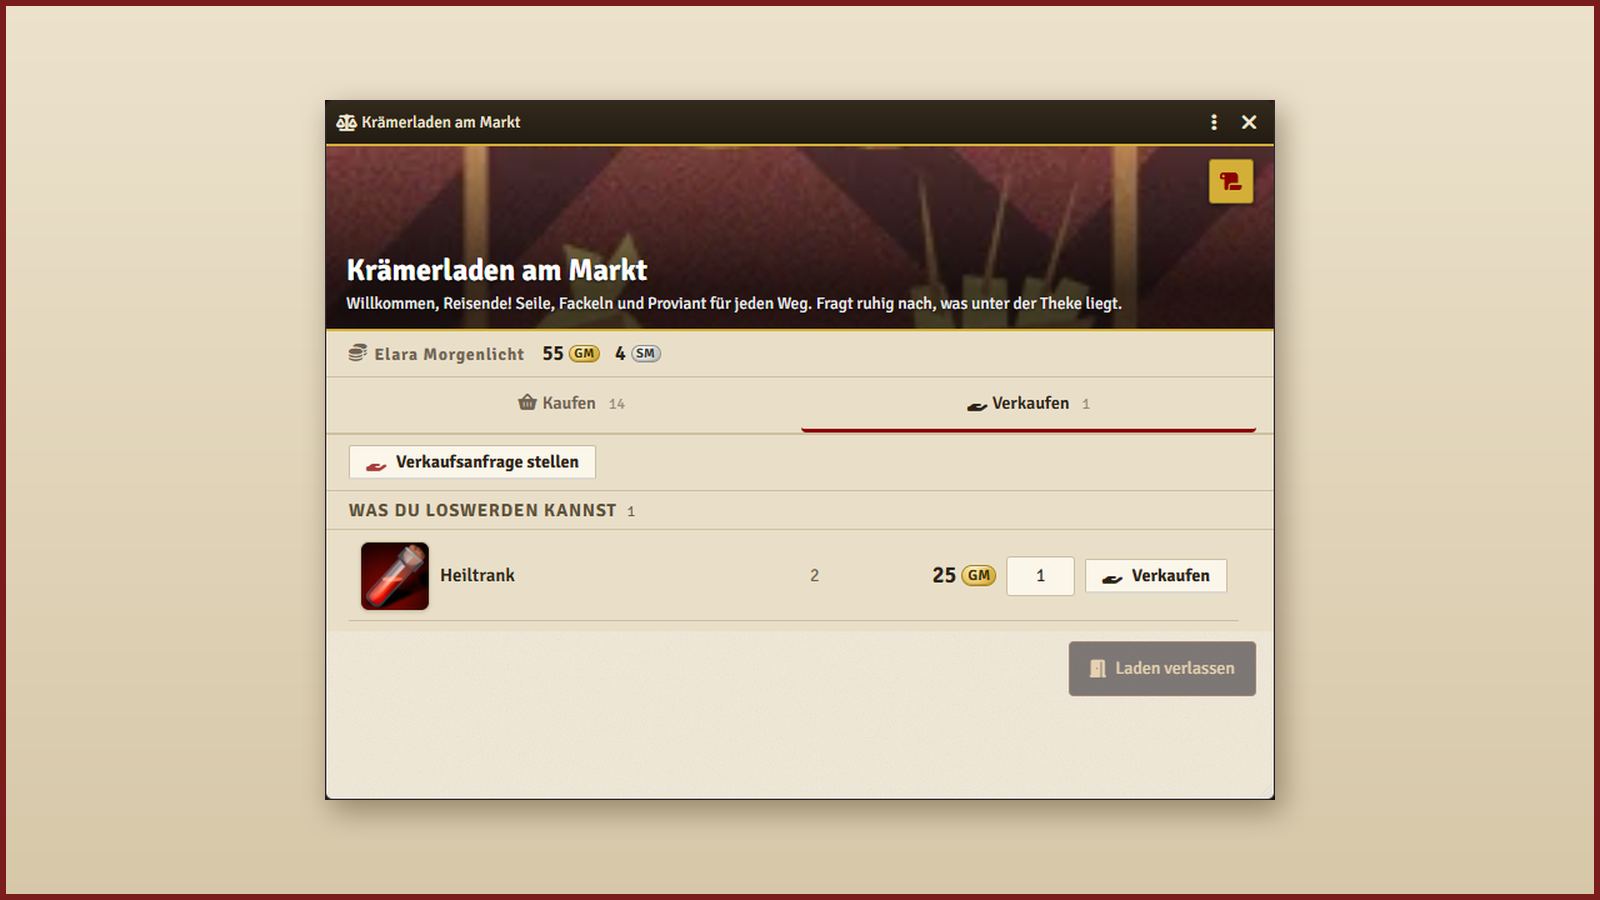 Krämerladen am Markt
Krämerladen am Markt
Willkommen, Reisende! Seile, Fackeln und Proviant für jeden Weg. Fragt ruhig nach, was unter der Theke liegt.
Elara Morgenlicht 55 GM 4 SM
Kaufen 14 Verkaufen 1
Verkaufsanfrage stellen
WAS DU LOSWERDEN KANNST 1
Heiltrank 2 25 GM 1 Verkaufen
Laden verlassen